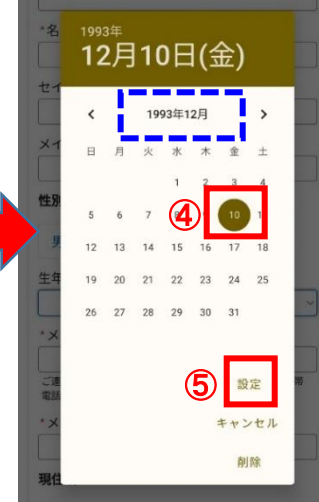 *名
セイ
メイ
性別
男
生年
*メ
ご連
電話
帯
*メ
現住
1993年
12月10日(金)
< 1993年12月 >
日 月 火 水 木 金 土
1 2 3 4
5 6 7 8 ④ 10 11
12 13 14 15 16 17 18
19 20 21 22 23 24 25
26 27 28 29 30 31
⑤ 設定
キャンセル
削除